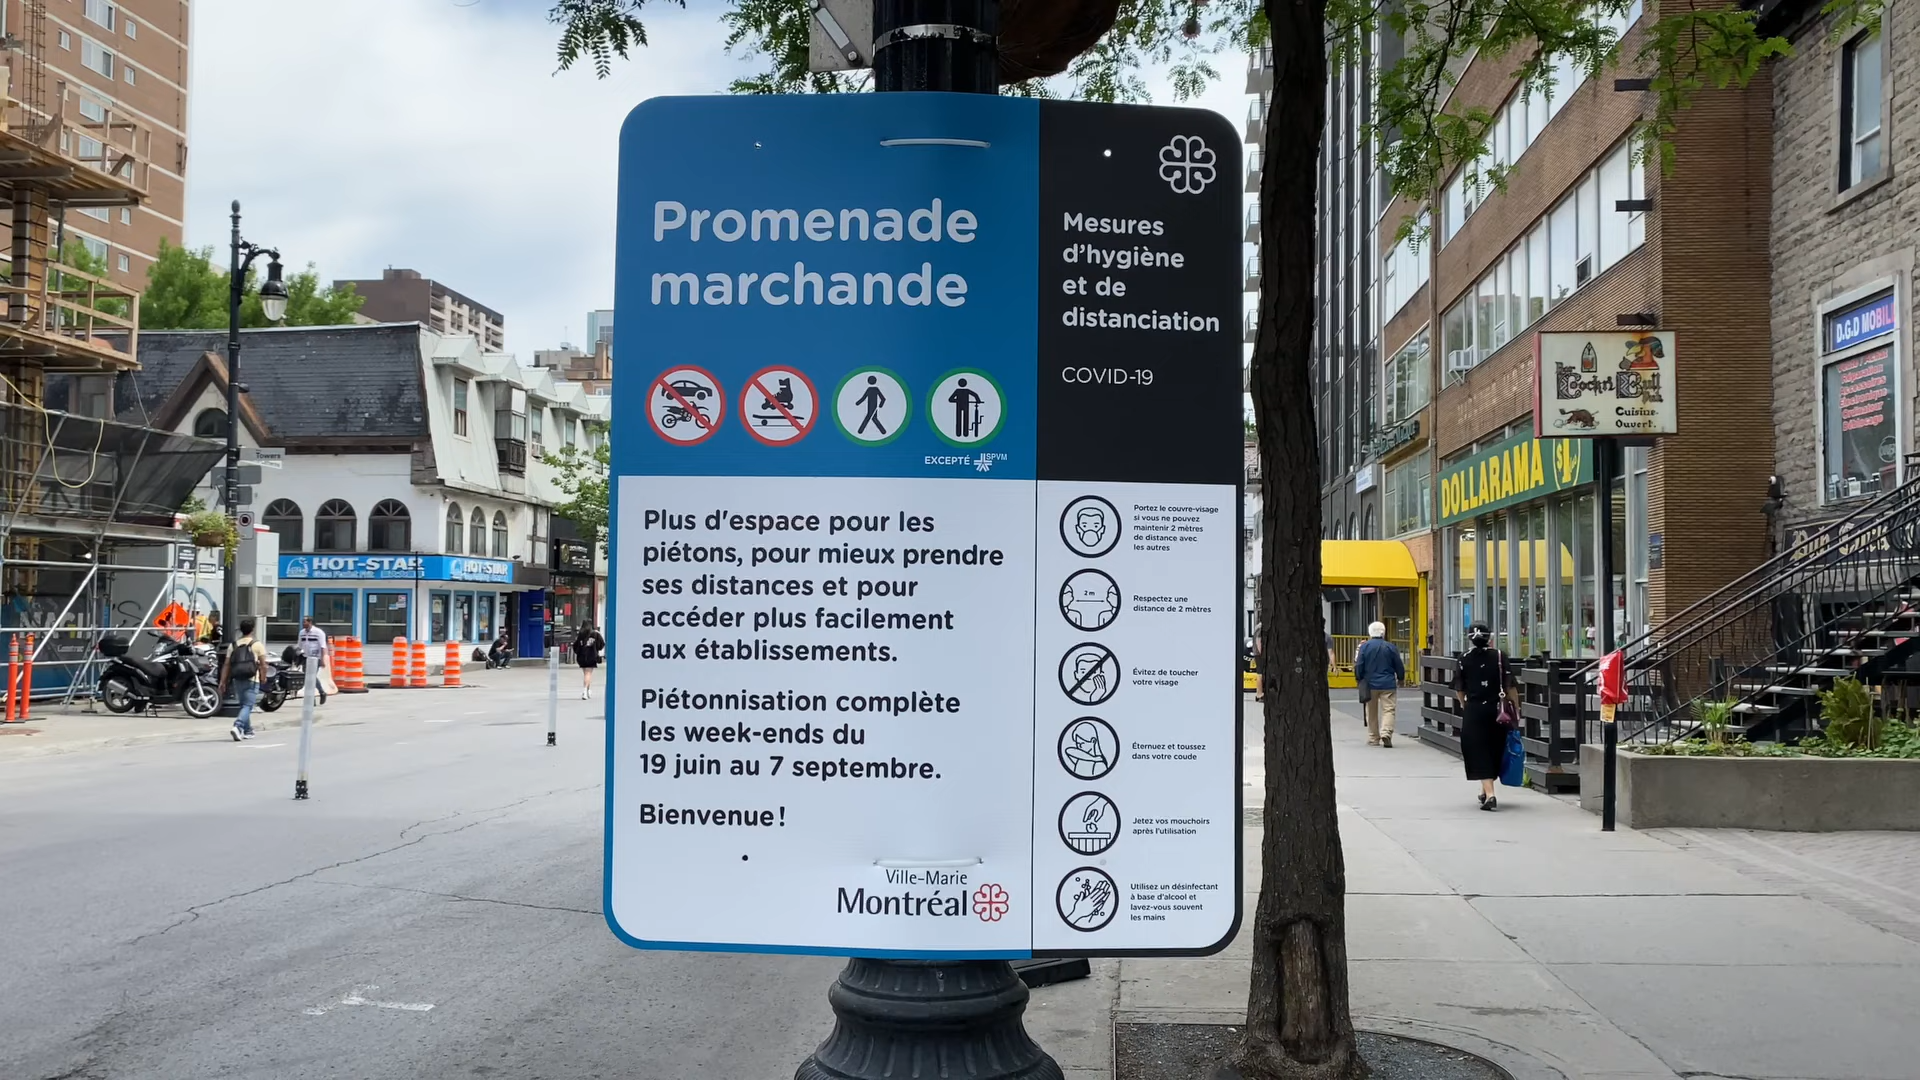 Promenade
marchande
EXCEPTÉ SPVM
Plus d'espace pour les
piétons, pour mieux prendre
ses distances et pour
accéder plus facilement
aux établissements.
Piétonnisation complète
les week-ends du
19 juin au 7 septembre.
Bienvenue!
Ville-Marie
Montréal
Mesures
d'hygiène
et de
distanciation
COVID-19
Portez le couvre-visage
si vous ne pouvez
maintenir 2 mètres
de distance avec
les autres
2 m
Respectez une
distance de 2 mètres
Évitez de toucher
votre visage
Éternuez et toussez
dans votre coude
Jetez vos mouchoirs
après l'utilisation
Utilisez un désinfectant
à base d'alcool et
lavez-vous souvent
les mains
Towers
HOT-STAR
HOT-STAR
DOLLARAMA $1
Cuisine
Ouvert.
D.G.D MOBIL